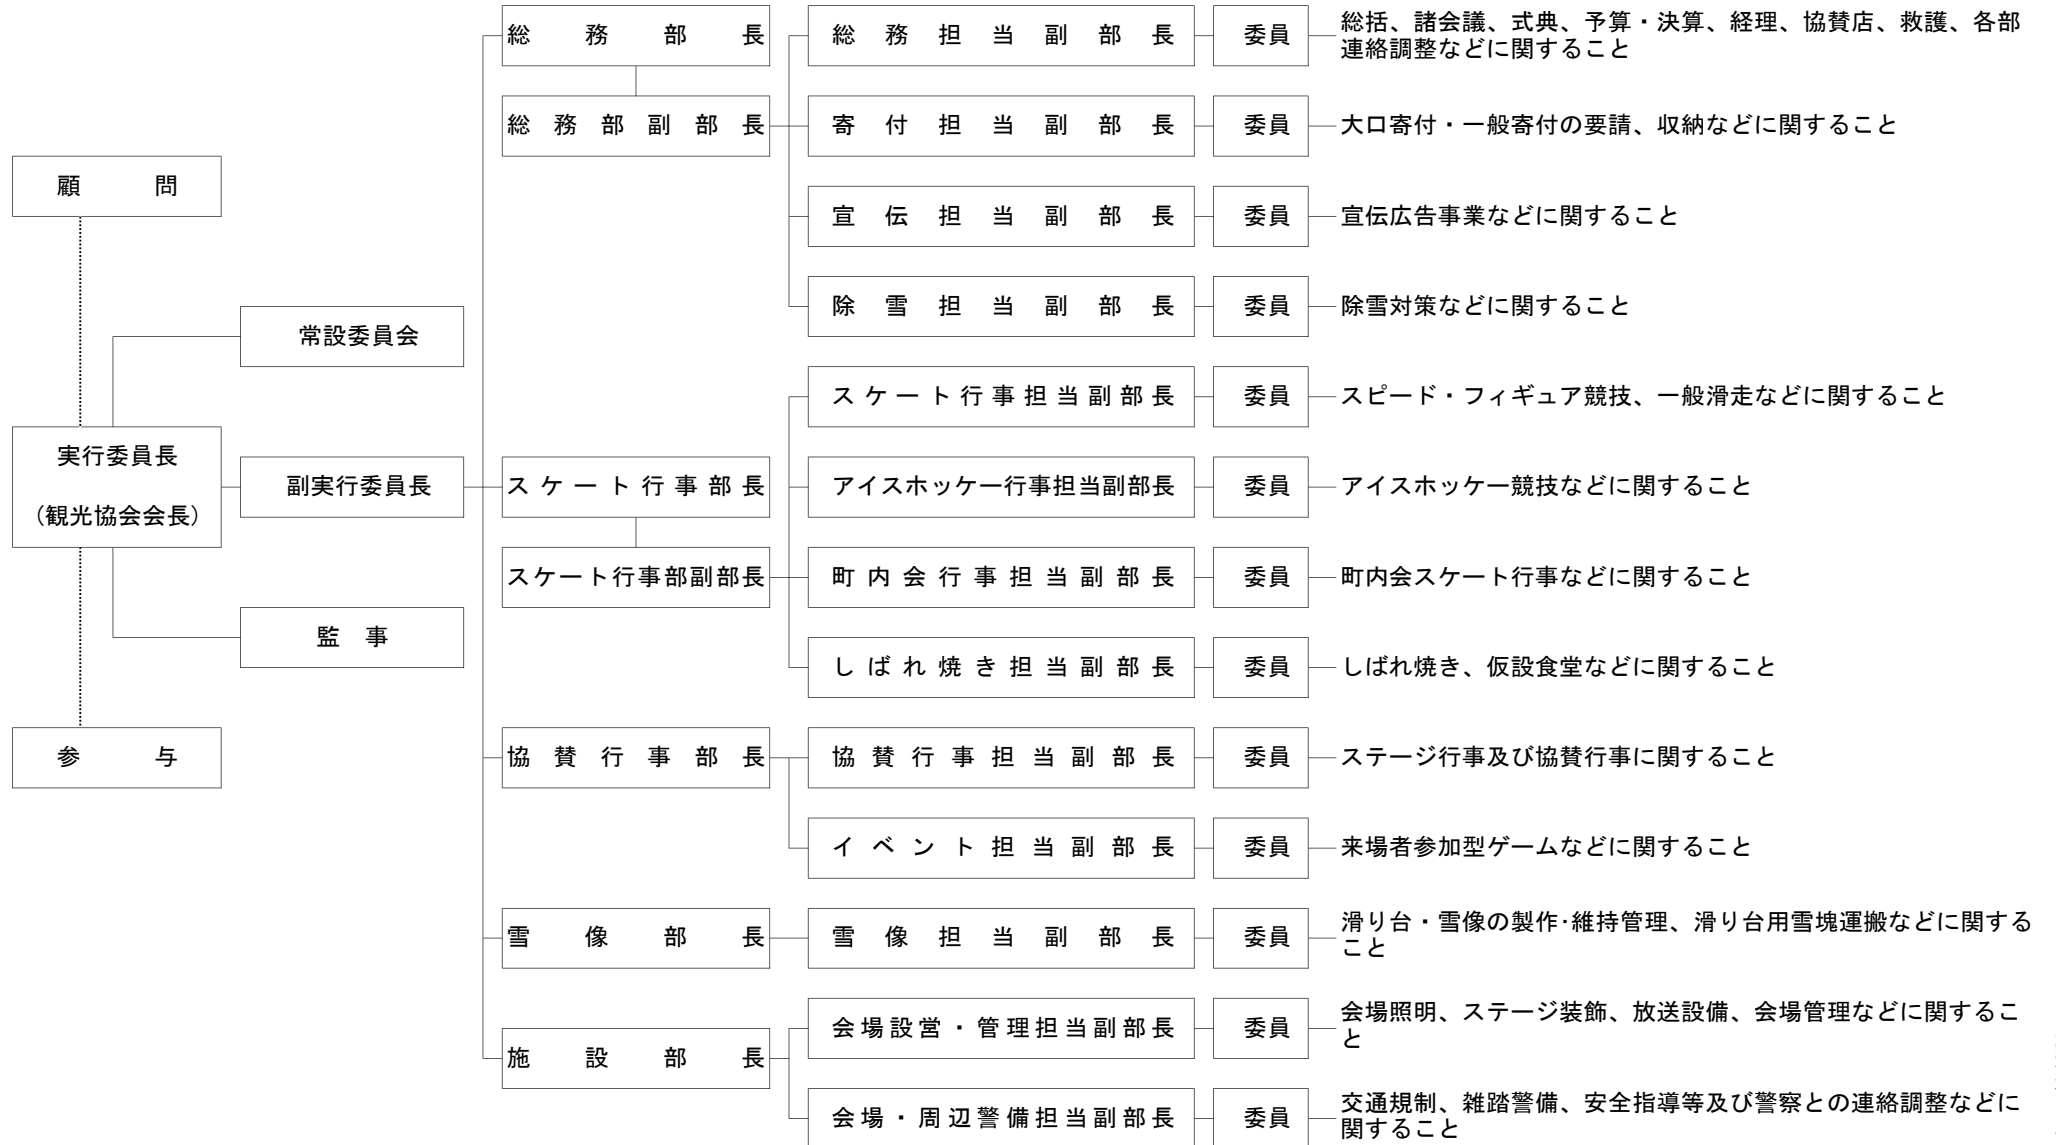 総務部長
総務担当副部長
委員
総括、諸会議、式典、予算・決算、経理、協賛店、救護、各部
連絡調整などに関すること
総務部副部長
寄付担当副部長
委員
大口寄付・一般寄付の要請、収納などに関すること
顧問
宣伝担当副部長
委員
宣伝広告事業などに関すること
除雪担当副部長
委員
除雪対策などに関すること
常設委員会
スケート行事担当副部長
委員
スピード・フィギュア競技、一般滑走などに関すること
実行委員長
(観光協会会長)
副実行委員長
スケート行事部長
アイスホッケー行事担当副部長
委員
アイスホッケー競技などに関すること
スケート行事部副部長
町内会行事担当副部長
委員
町内会スケート行事などに関すること
監事
しばれ焼き担当副部長
委員
しばれ焼き、仮設食堂などに関すること
参与
協賛行事部長
協賛行事担当副部長
委員
ステージ行事及び協賛行事に関すること
イベント担当副部長
委員
来場者参加型ゲームなどに関すること
雪像部長
雪像担当副部長
委員
滑り台・雪像の製作･維持管理、滑り台用雪塊運搬などに関する
こと
施設部長
会場設営・管理担当副部長
委員
会場照明、ステージ装飾、放送設備、会場管理などに関するこ
と
会場・周辺警備担当副部長
委員
交通規制、雑踏警備、安全指導等及び警察との連絡調整などに
関すること